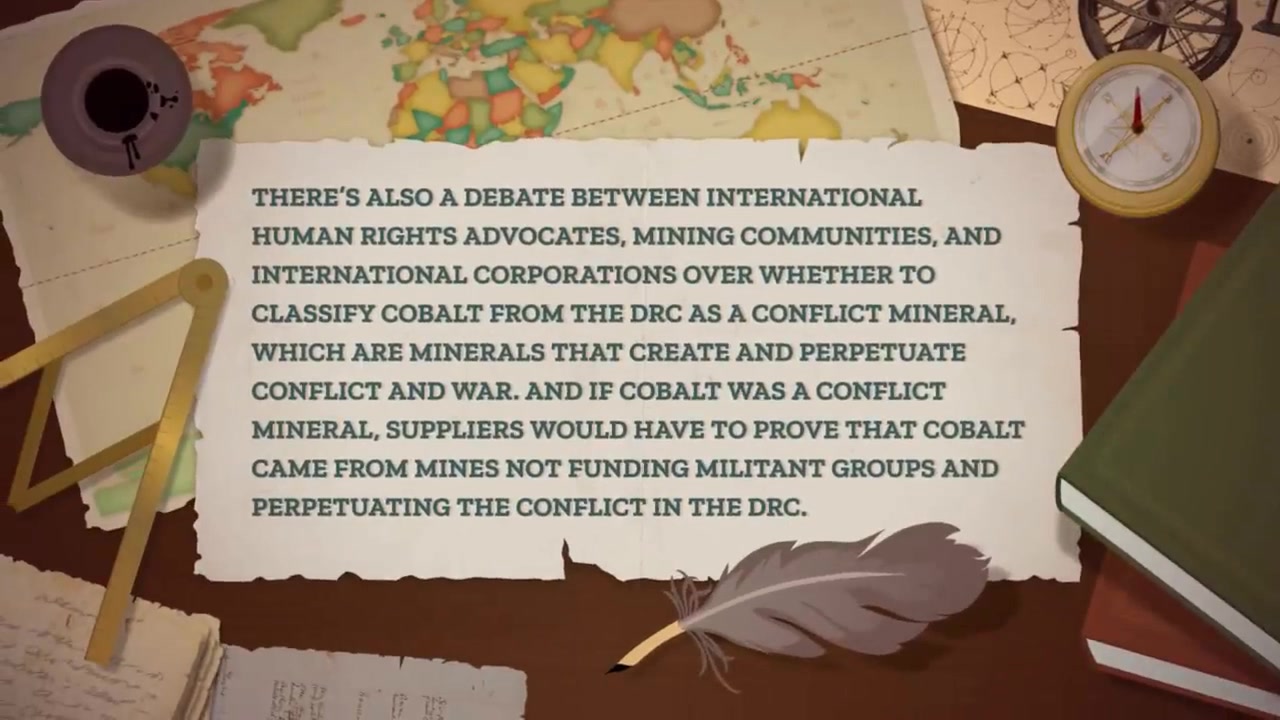 THERE'S ALSO A DEBATE BETWEEN INTERNATIONAL
HUMAN RIGHTS ADVOCATES, MINING COMMUNITIES, AND
INTERNATIONAL CORPORATIONS OVER WHETHER TO
CLASSIFY COBALT FROM THE DRC AS A CONFLICT MINERAL,
WHICH ARE MINERALS THAT CREATE AND PERPETUATE
CONFLICT AND WAR. AND IF COBALT WAS A CONFLICT
MINERAL, SUPPLIERS WOULD HAVE TO PROVE THAT COBALT
CAME FROM MINES NOT FUNDING MILITANT GROUPS AND
PERPETUATING THE CONFLICT IN THE DRC.